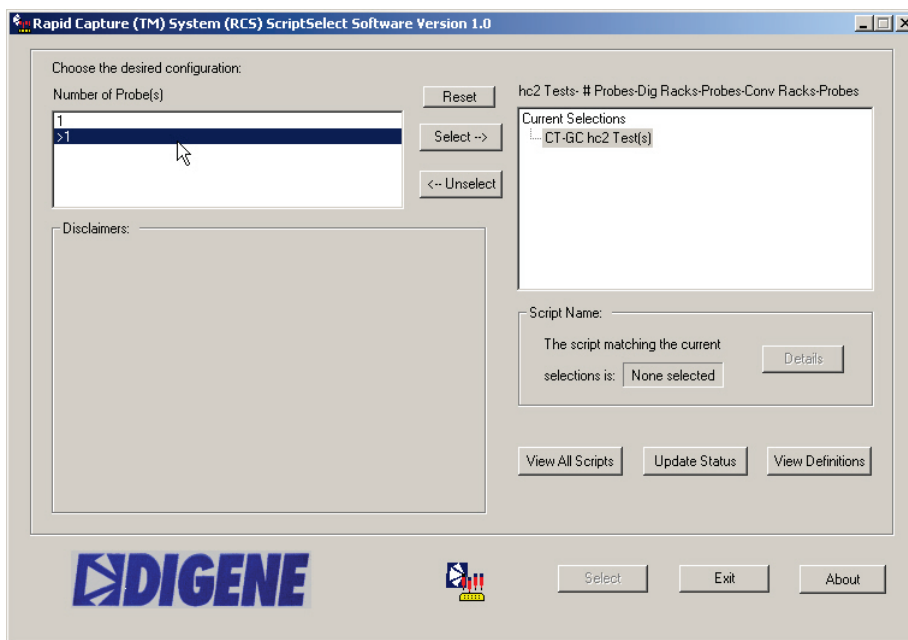 Rapid Capture (TM) System (RCS) ScriptSelect Software Version 1.0
Choose the desired configuration:
Number of Probe(s)
1
>1
Reset
Select -->
<-- Unselect
hc2 Tests- # Probes-Dig Racks-Probes-Conv Racks-Probes
Current Selections
CT-GC hc2 Test(s)
Disclaimers:
Script Name:
The script matching the current
selections is: None selected
Details
View All Scripts
Update Status
View Definitions
DIGENE
Select
Exit
About